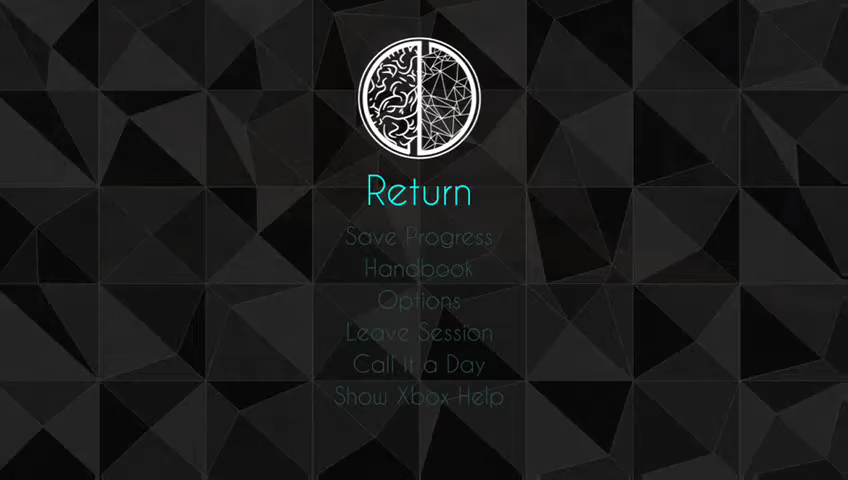 Return
Save Progress
Handbook
Options
Leave Session
Call It a Day
Show Xbox Help